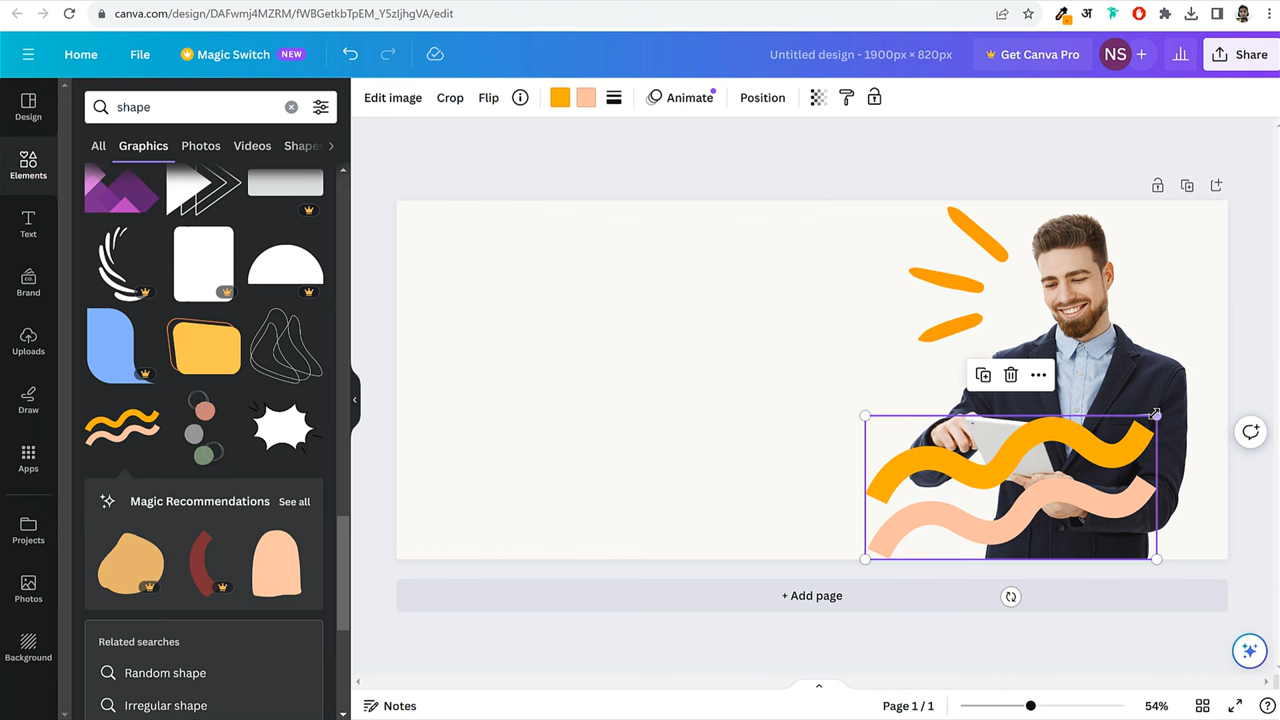 canva.com/design/DAFwmj4MZRM/fWBGetkbTpEM_Y5zIjhgVA/edit
अ
Home
File
Magic Switch NEW
Untitled design - 1900px × 820px
Get Canva Pro
NS
Share
Design
Elements
Text
Brand
Uploads
Draw
Apps
Projects
Photos
Background
shape
All
Graphics
Photos
Videos
Shapes
Edit image
Crop
Flip
Animate
Position
Magic Recommendations
See all
Related searches
Random shape
Irregular shape
+ Add page
Notes
Page 1 / 1
54%